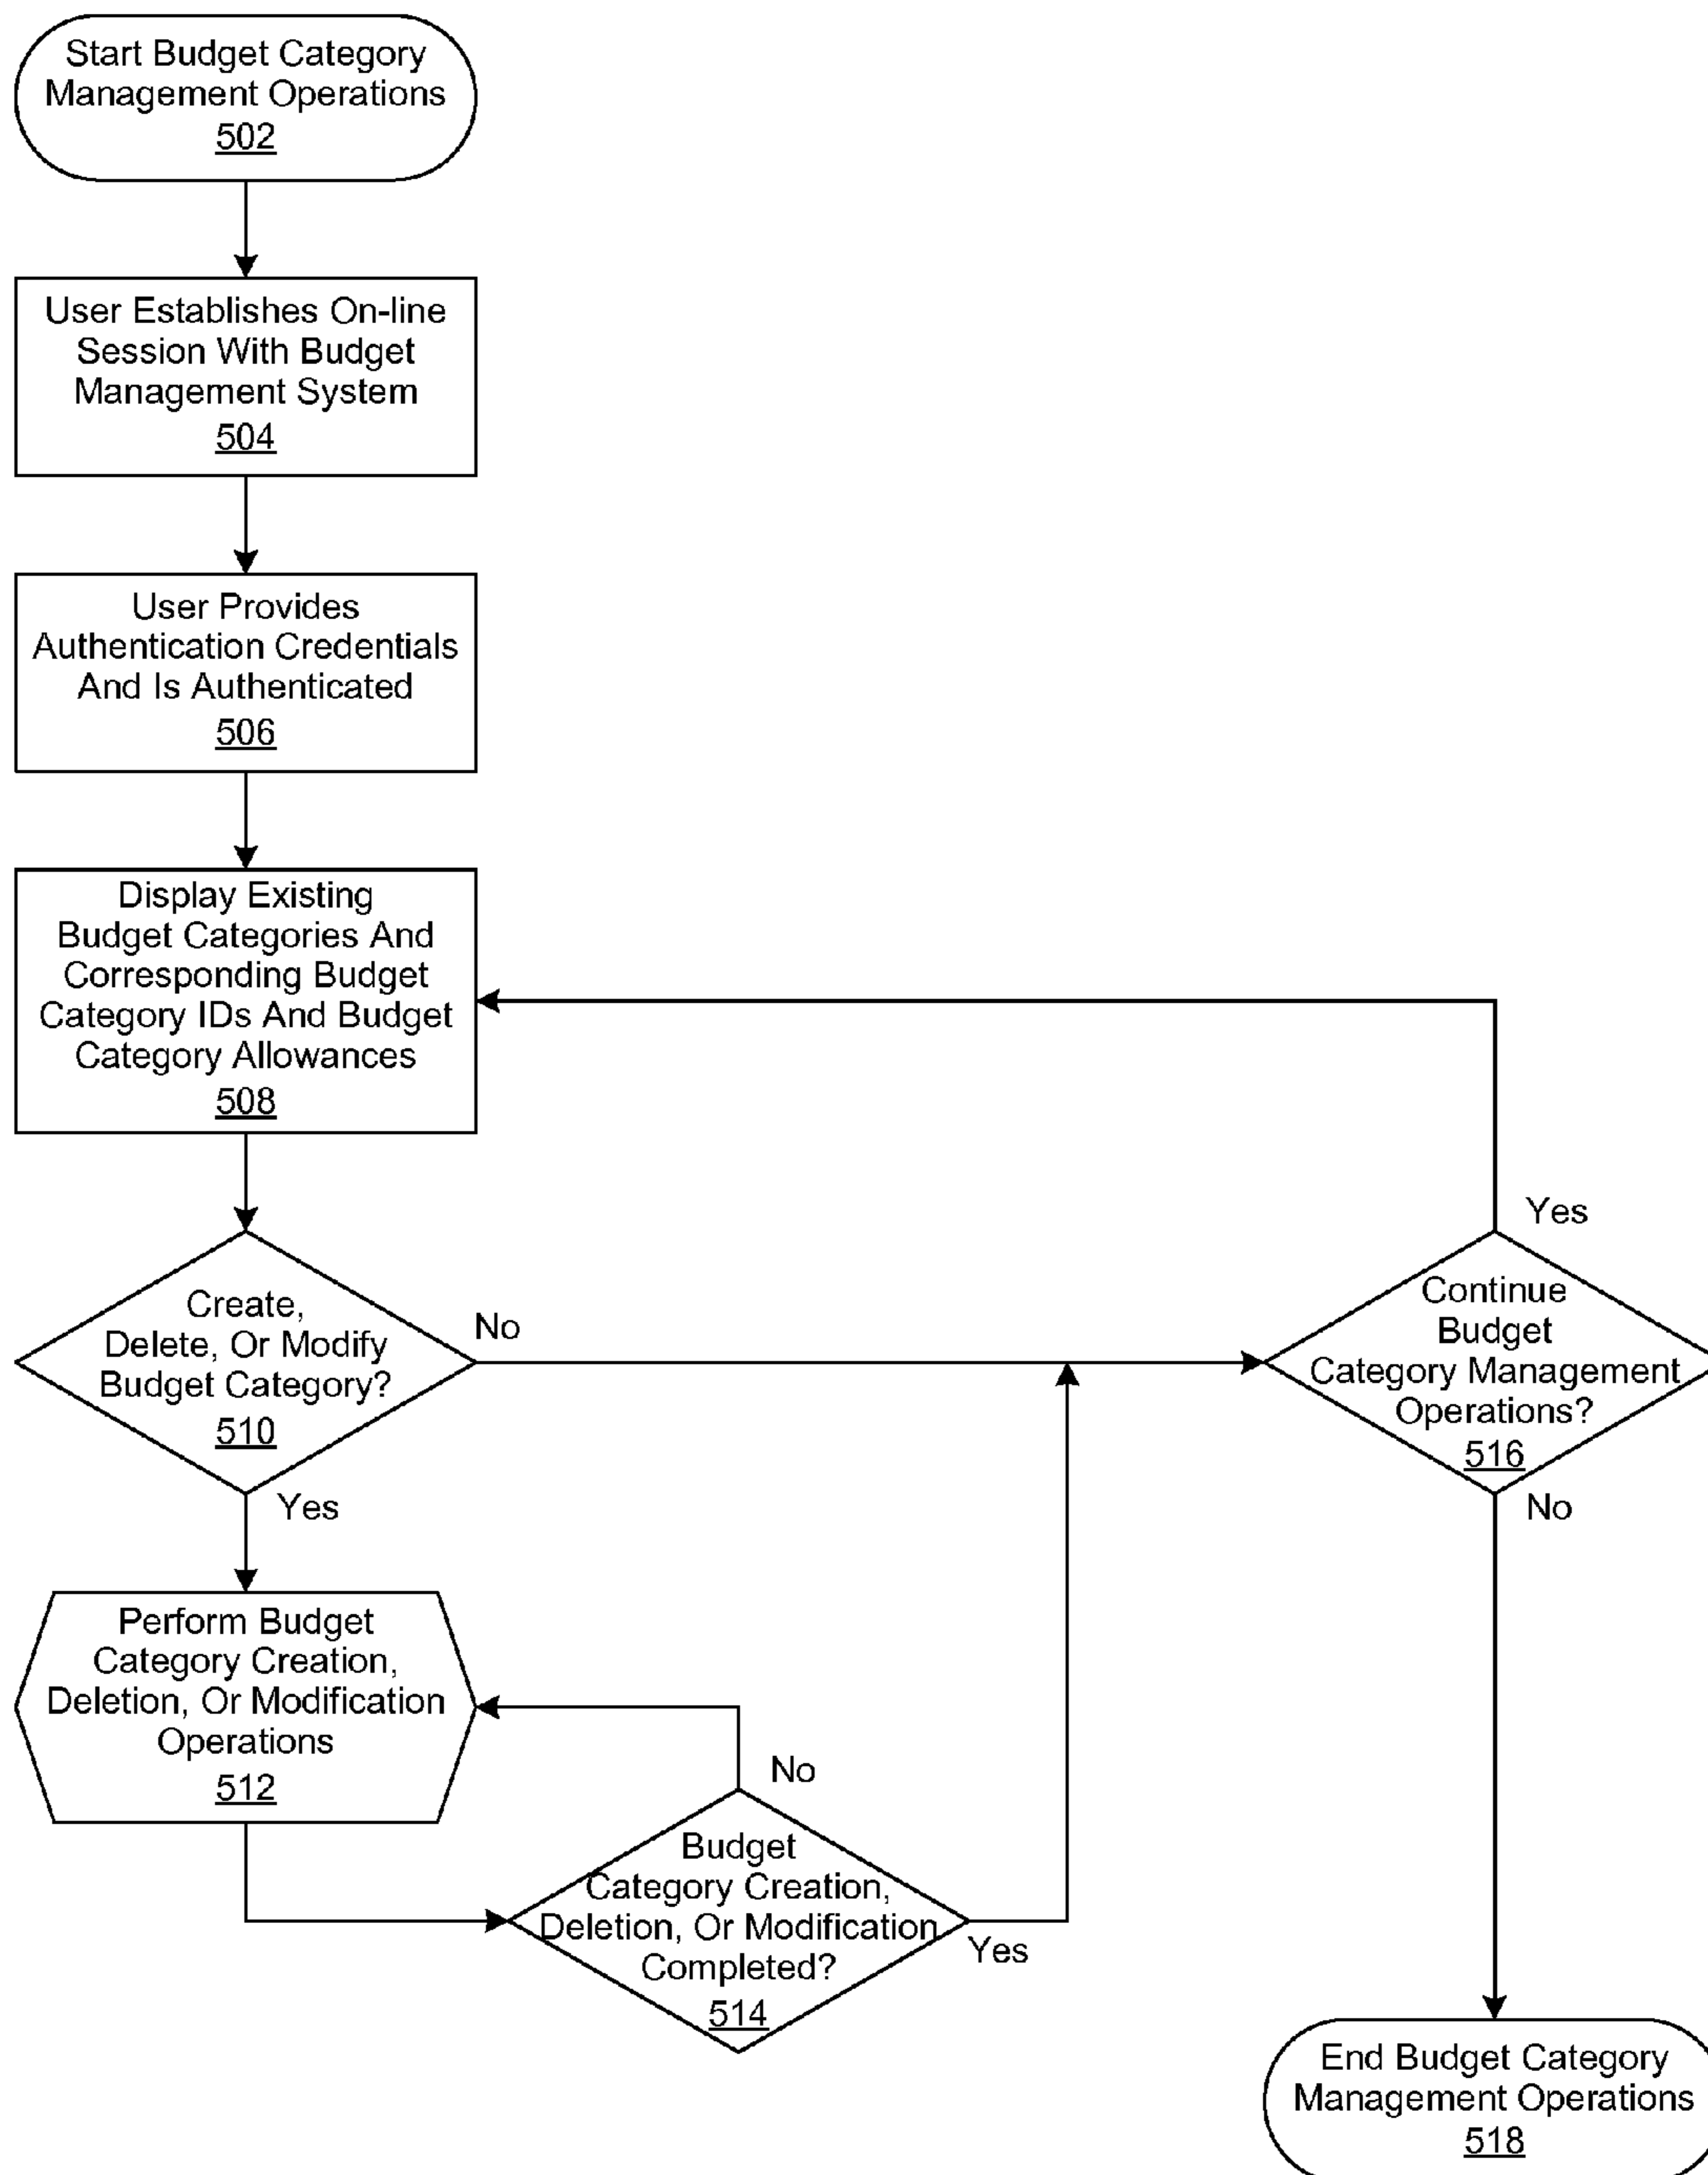 Start Budget Category
Management Operations
502
User Establishes On-line
Session With Budget
Management System
504
User Provides
Authentication Credentials
And Is Authenticated
506
Display Existing
Budget Categories And
Corresponding Budget
Category IDs And Budget
Category Allowances
508
Create,
Delete, Or Modify
Budget Category?
510
No
Yes
Perform Budget
Category Creation,
Deletion, Or Modification
Operations
512
Budget
Category Creation,
Deletion, Or Modification
Completed?
514
No
Yes
Continue
Budget
Category Management
Operations?
516
Yes
No
End Budget Category
Management Operations
518